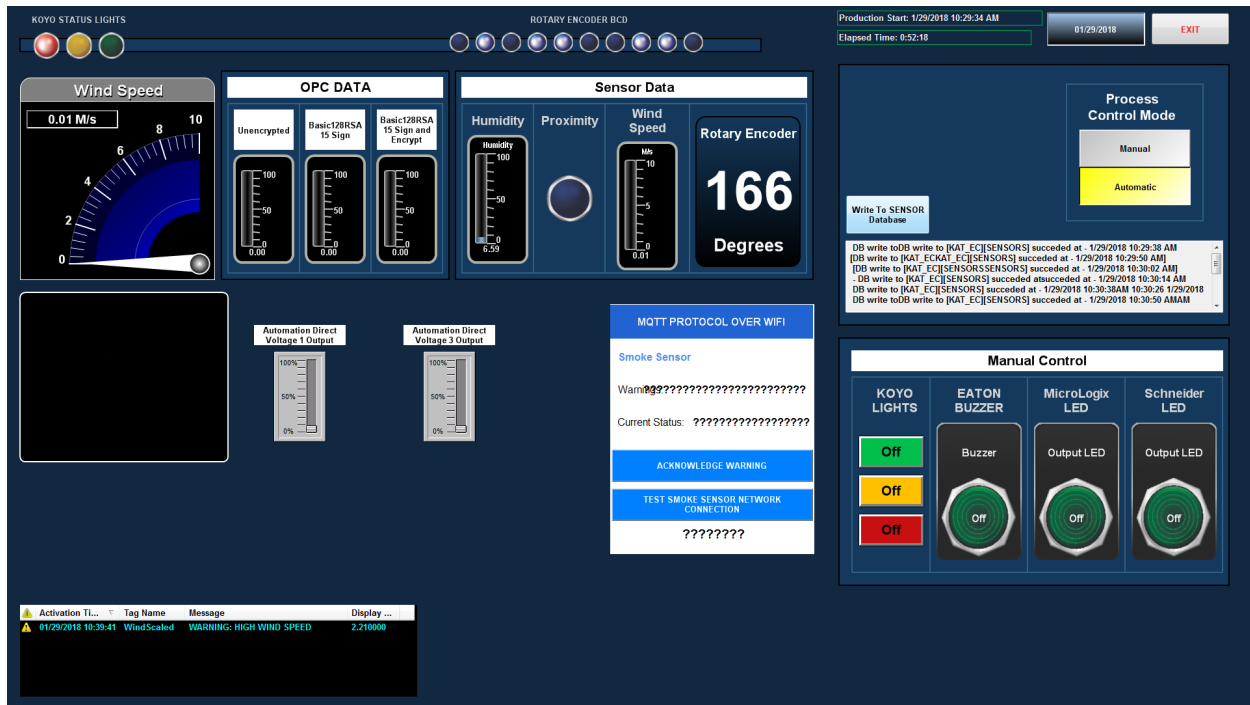 KOYO STATUS LIGHTS
ROTARY ENCODER BCD
Production Start: 1/29/2018 10:29:34 AM
Elapsed Time: 0:52:18
01/29/2018
EXIT
Wind Speed
0.01 M/s
0
2
4
6
8
10
OPC DATA
Unencrypted
Basic128RSA
15 Sign
Basic128RSA
15 Sign and
Encrypt
100
50
0
0.00
100
50
0
0.00
100
50
0
0.00
Sensor Data
Humidity
Humidity
100
50
0
6.59
Proximity
Wind
Speed
M/s
10
5
0
0.01
Rotary Encoder
166
Degrees
Process
Control Mode
Manual
Automatic
Write To SENSOR
Database
DB write toDB write to [KAT_EC][SENSORS] succeded at - 1/29/2018 10:29:38 AM
[DB write to [KAT_ECKAT_EC][SENSORS] succeded at - 1/29/2018 10:29:50 AM]
[DB write to [KAT_EC][SENSORSSENSORS] succeded at - 1/29/2018 10:30:02 AM]
- DB write to [KAT_EC][SENSORS] succeded atsucceded at - 1/29/2018 10:30:14 AM
DB write to [KAT_EC][SENSORS] succeded at - 1/29/2018 10:30:38AM 10:30:26 1/29/2018
DB write toDB write to [KAT_EC][SENSORS] succeded at - 1/29/2018 10:30:50 AMAM
Automation Direct
Voltage 1 Output
100%
50%
0%
Automation Direct
Voltage 3 Output
100%
50%
0%
MQTT PROTOCOL OVER WIFI
Smoke Sensor
Warnings: ?????????????????????????
Current Status: ??????????????????
ACKNOWLEDGE WARNING
TEST SMOKE SENSOR NETWORK
CONNECTION
????????
Manual Control
KOYO
LIGHTS
Off
Off
Off
EATON
BUZZER
Buzzer
Off
MicroLogix
LED
Output LED
Off
Schneider
LED
Output LED
Off
Activation Ti... Tag Name Message Display ...
01/29/2018 10:39:41 WindScaled WARNING: HIGH WIND SPEED 2.210000